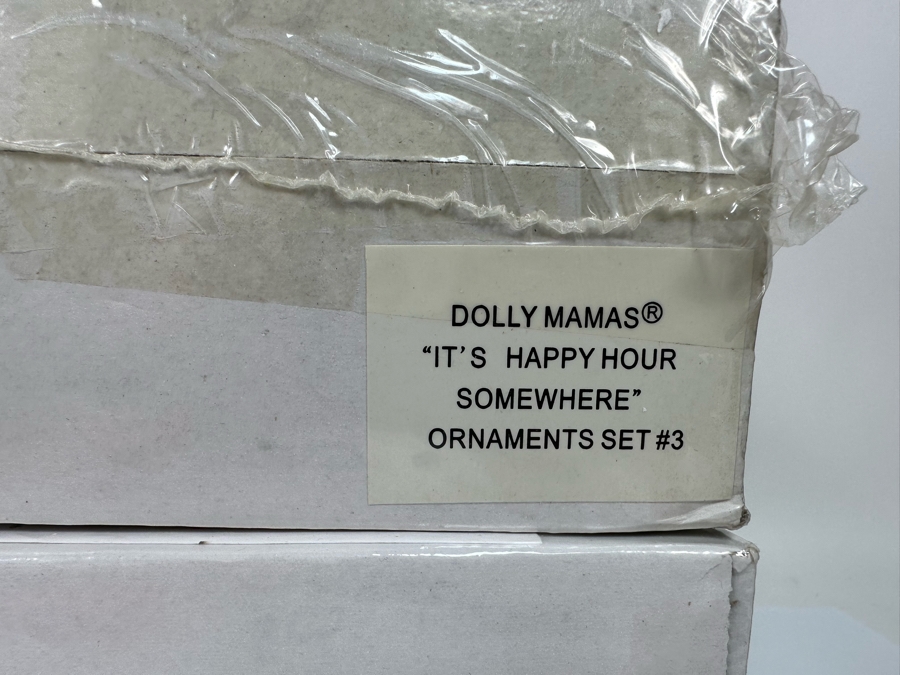 DOLLY MAMAS®
“IT’S HAPPY HOUR
SOMEWHERE”
ORNAMENTS SET #3